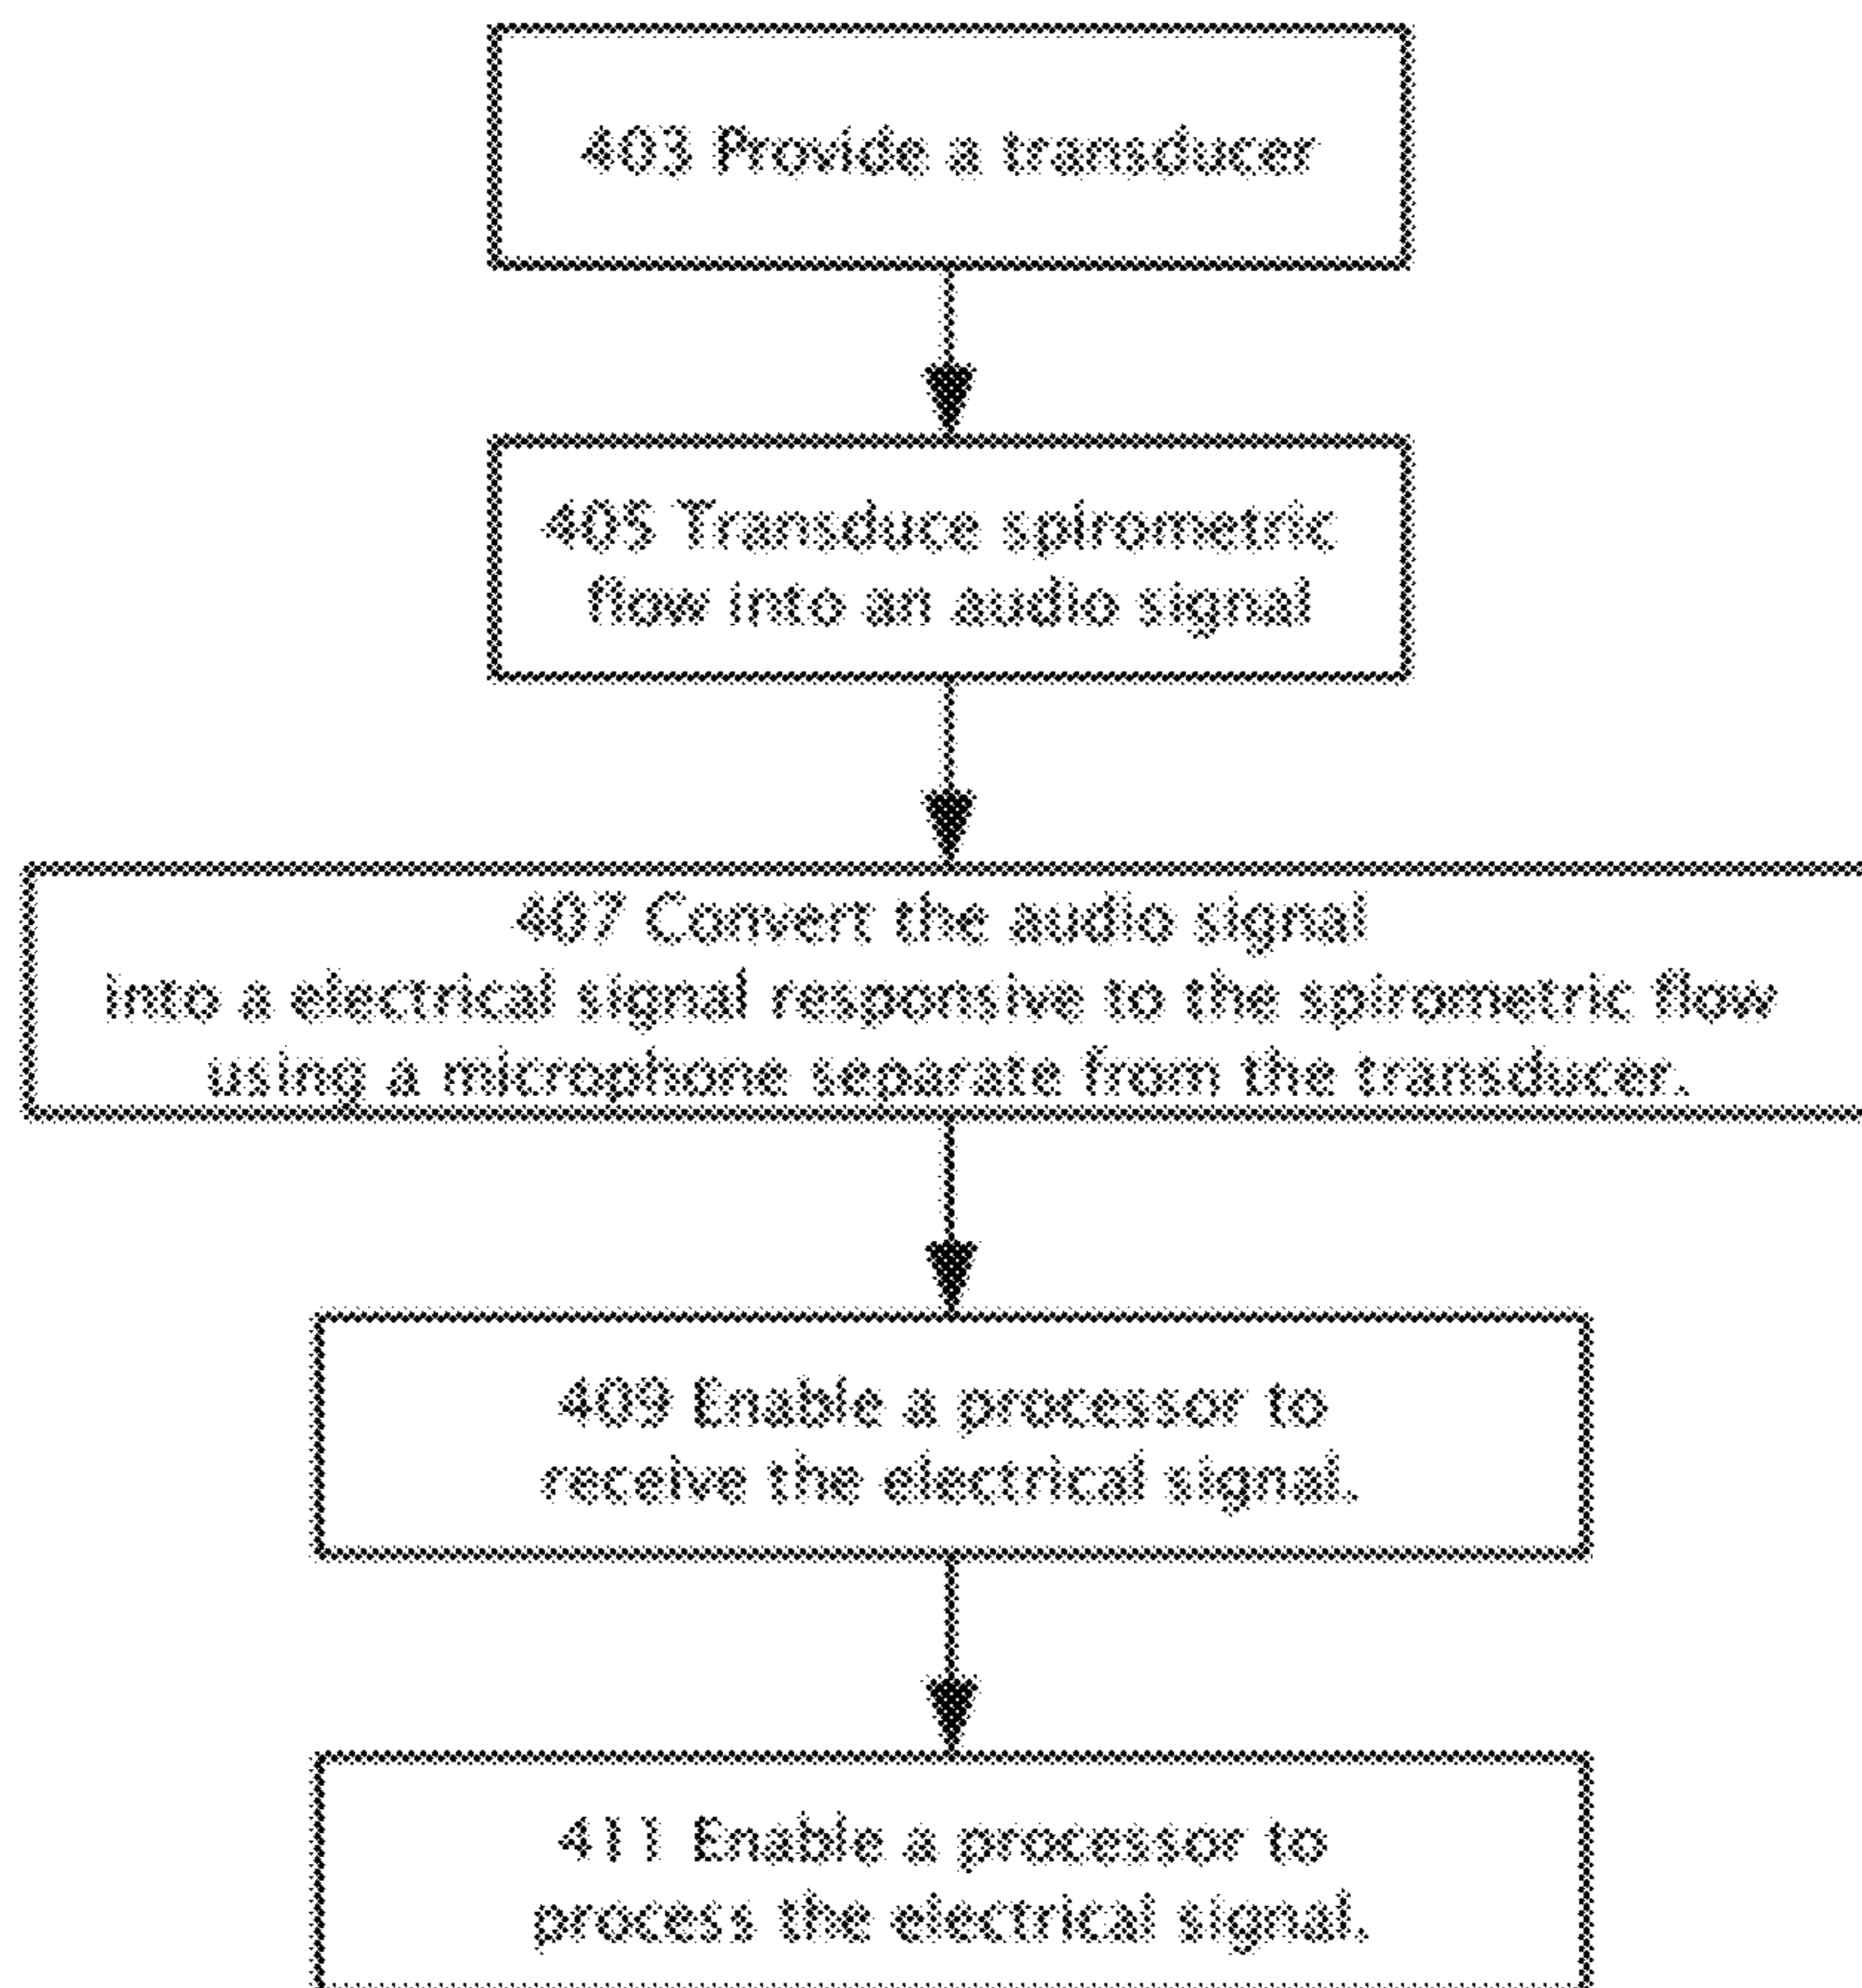 403 Provide a transducer
405 Transduce spirometric
flow into an audio signal
407 Convert the audio signal
into a electrical signal responsive to the spirometric flow
using a microphone separate from the transducer.
409 Enable a processor to
receive the electrical signal.
411 Enable a processor to
process the electrical signal.